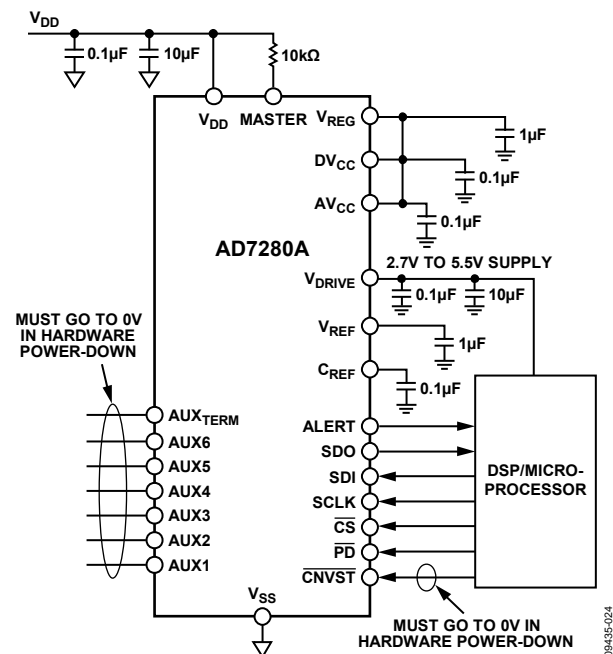 VDD
0.1µF
10µF
10kΩ
VDD
MASTER
VREG
1µF
DVCC
0.1µF
AVCC
0.1µF
AD7280A
2.7V TO 5.5V SUPPLY
VDRIVE
0.1µF
10µF
MUST GO TO 0V
IN HARDWARE
POWER-DOWN
VREF
1µF
CREF
0.1µF
AUXTERM
AUX6
AUX5
AUX4
AUX3
AUX2
AUX1
ALERT
SDO
SDI
SCLK
CS
PD
CNVST
DSP/MICRO-
PROCESSOR
VSS
MUST GO TO 0V IN
HARDWARE POWER-DOWN
09435-024